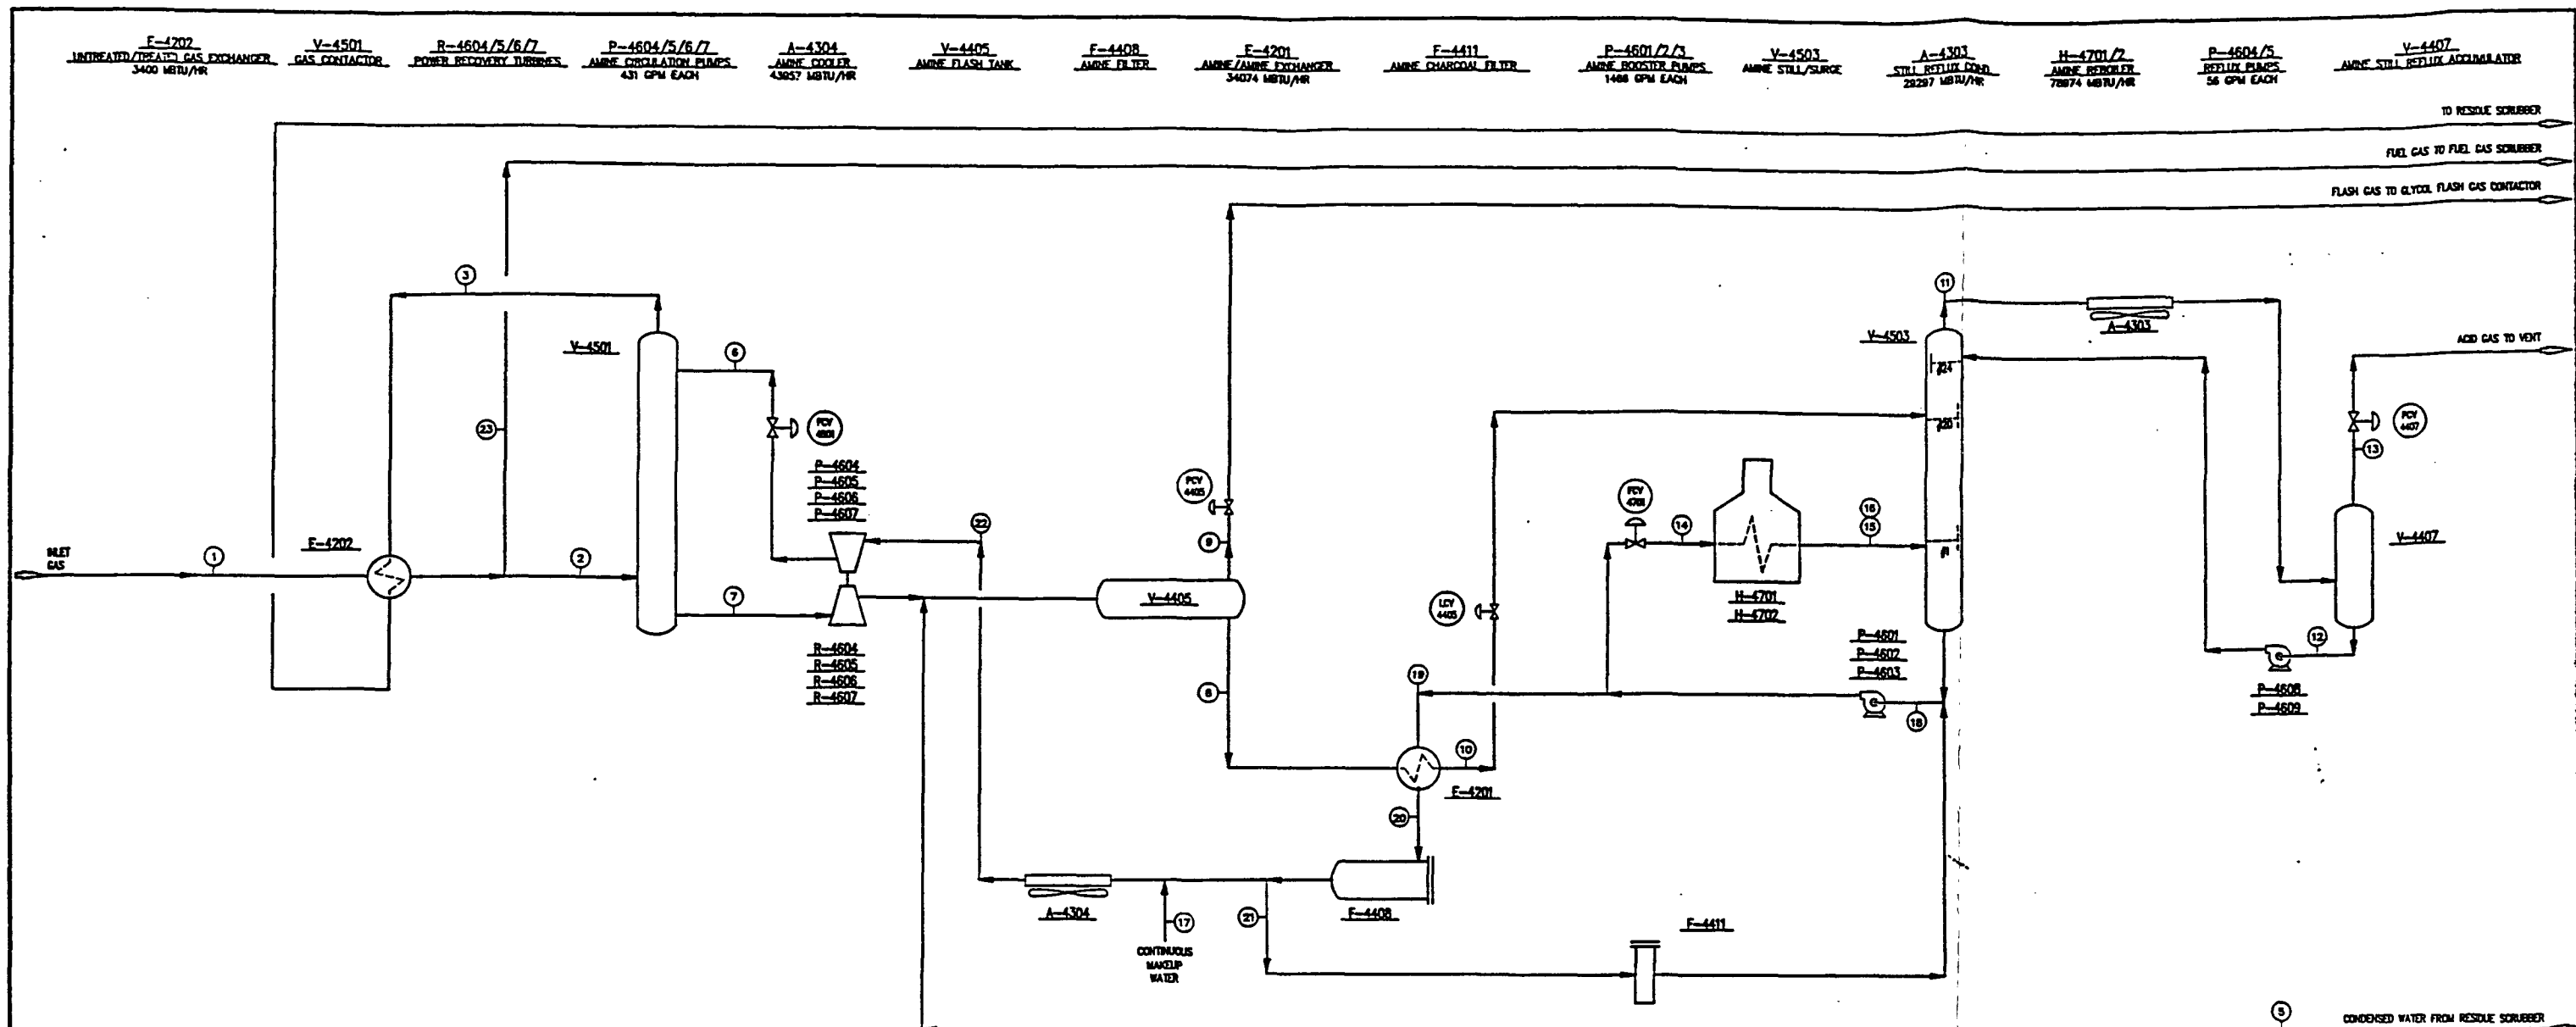 E-4202
UNTREATED/TREATED GAS EXCHANGER
3400 MBTU/HR
V-4501
GAS CONTACTOR
R-4604/5/6/7
POWER RECOVERY TURBINES
P-4604/5/6/7
AMINE CIRCULATION PUMPS
431 GPM EACH
A-4304
AMINE COOLER
43957 MBTU/HR
V-4405
AMINE FLASH TANK
F-4408
AMINE FILTER
E-4201
AMINE/AMINE EXCHANGER
34074 MBTU/HR
F-4411
AMINE CHARCOAL FILTER
P-4601/2/3
AMINE BOOSTER PUMPS
GPM EACH
V-4503
AMINE STILL/SURGE
A-4303
STILL REFLUX COND
29297 MBTU/HR
H-4701/2
AMINE REBOILER
78974 MBTU/HR
P-4604/5
REFLUX PUMPS
56 GPM EACH
V-4407
AMINE STILL REFLUX ACCUMULATOR
TO RESIDUE SCRUBBER
FUEL GAS TO FUEL GAS SCRUBBER
FLASH GAS TO GLYCOL FLASH GAS CONTACTOR
3
11
A-4303
V-4501
6
V-4503
ACID GAS TO VENT
#24
23
FCV
#20
PCV
4407
13
P-4604
P-4605
P-4606
P-4607
PCV
4405
FCV
4701
22
14
16
15
#1
INLET
GAS
1
E-4202
2
9
V-4407
7
V-4405
H-4701
H-4702
LCV
4405
R-4604
R-4605
R-4606
R-4607
P-4601
P-4602
P-4603
12
8
19
18
P-4608
P-4609
10
E-4201
20
A-4304
F-4408
17
21
F-4411
CONTINUOUS
MAKEUP
WATER
5
CONDENSED WATER FROM RESIDUE SCRUBBER